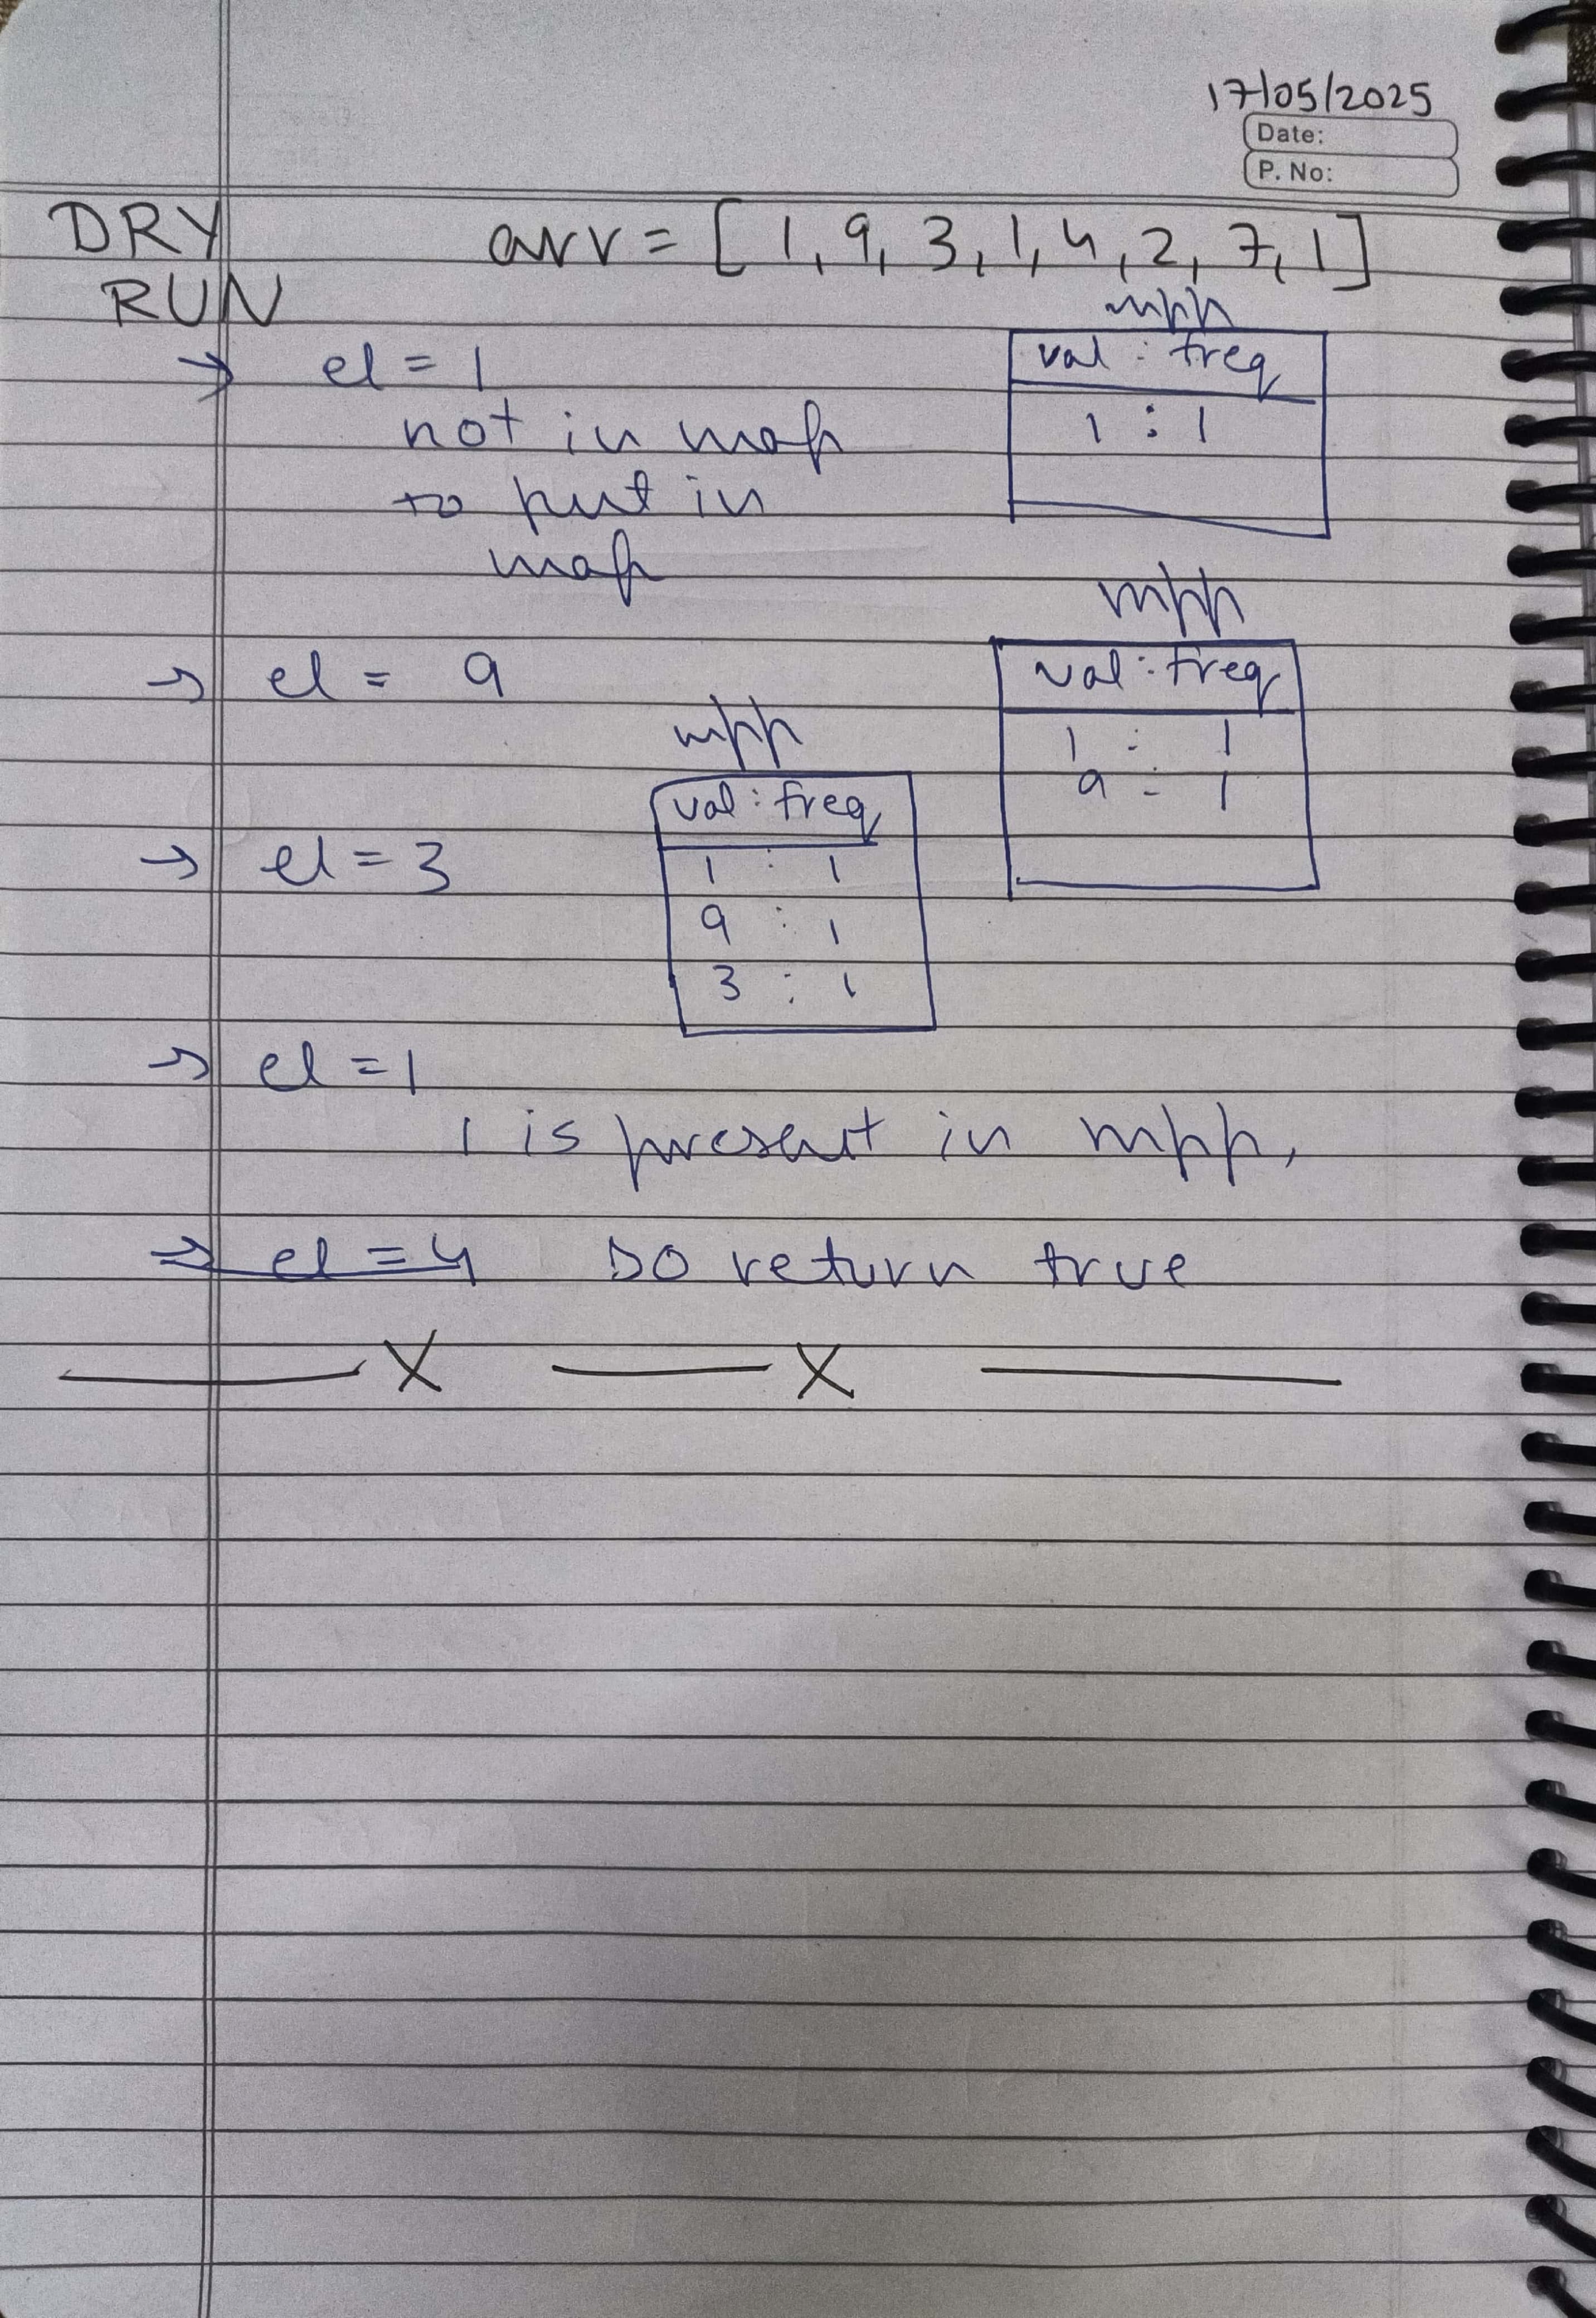 17/05/2025
Date:
P. No:
DRY
RUN
arr = [1, 9, 3, 1, 4, 2, 7, 1]
→ el = 1
not in map
so put in
map
mpp
val : freq
1 : 1
→ el = 9
mpp
val : freq
1 : 1
9 : 1
→ el = 3
mpp
val : freq
1 : 1
9 : 1
3 : 1
→ el = 1
1 is present in mpp,
⇒ el = 4 so return true
—— X —— X ——